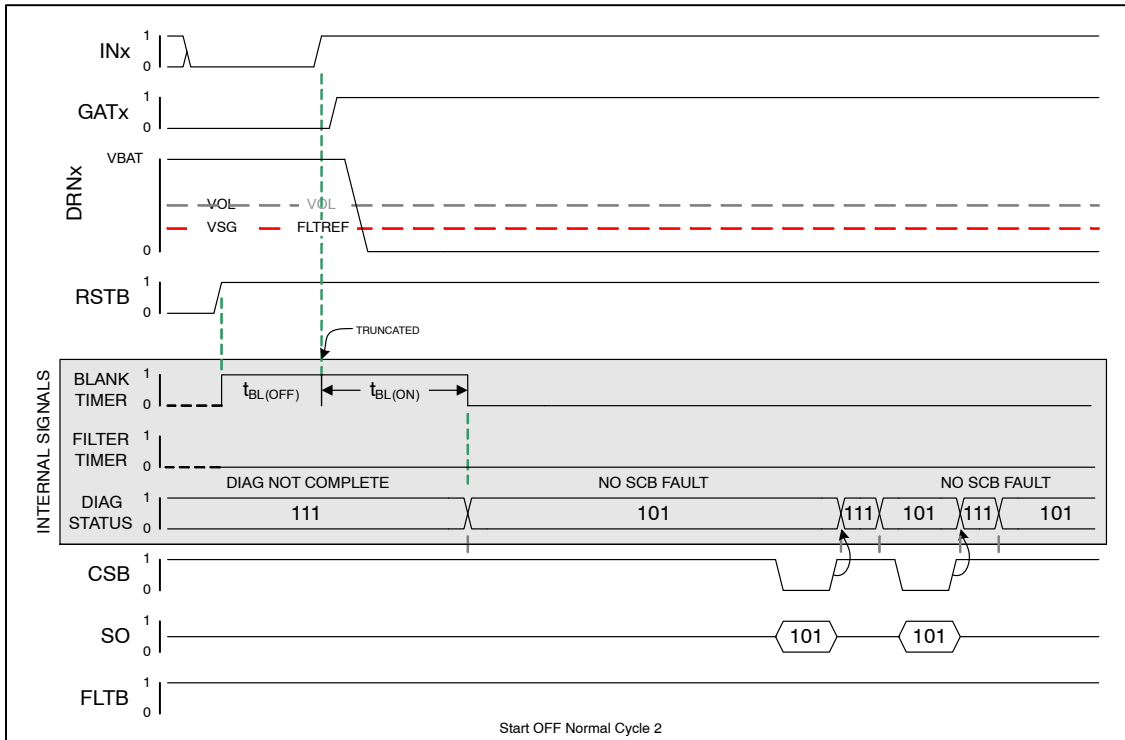 INx
1
0
GATx
1
0
DRNx
VBAT
VOL VOL
VSG FLTREF
0
RSTB
1
0
TRUNCATED
INTERNAL SIGNALS
BLANK TIMER
1
0
tBL(OFF) tBL(ON)
FILTER TIMER
1
0
DIAG NOT COMPLETE NO SCB FAULT NO SCB FAULT
DIAG STATUS
1
0
111 101 111 101 111 101
CSB
1
0
SO
1
0
101 101
FLTB
1
0
Start OFF Normal Cycle 2